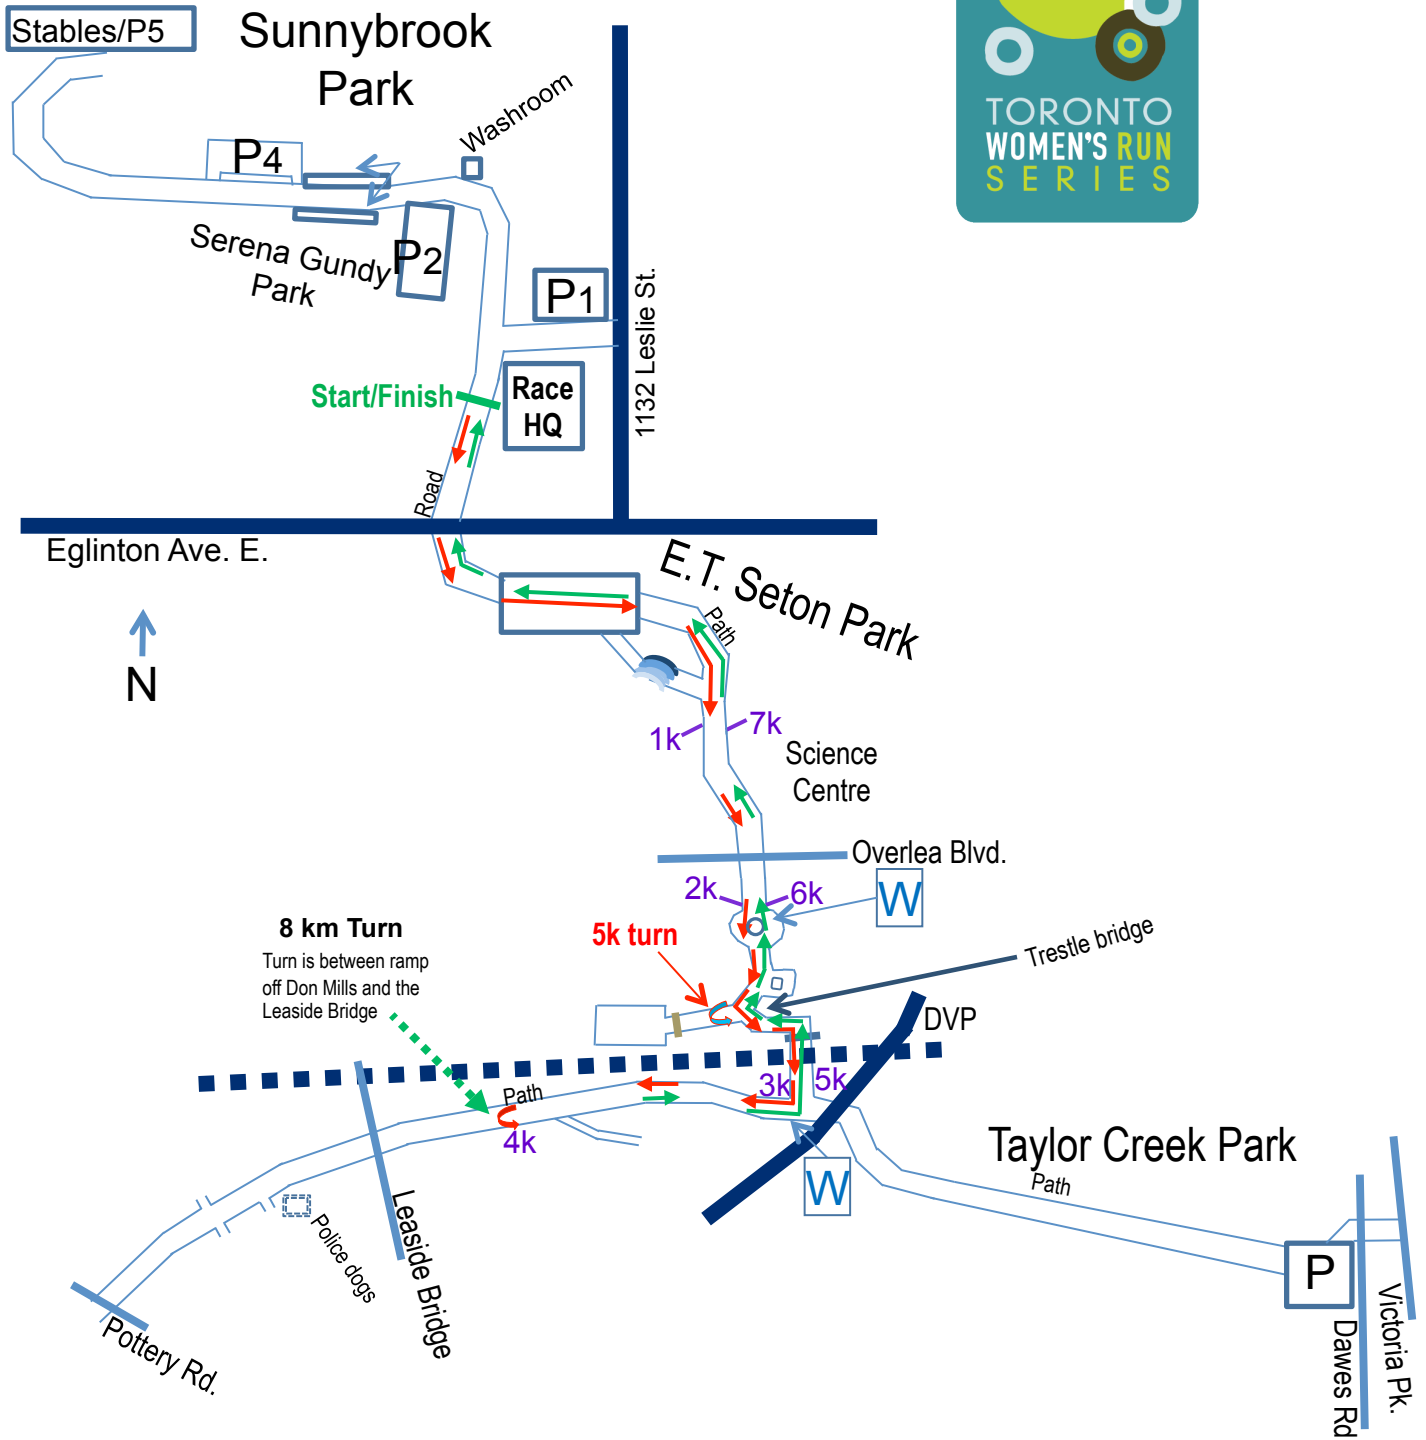 Stables/P5
Sunnybrook
Park
TORONTO
WOMEN'S RUN
SERIES
Washroom
P4
Serena Gundy
Park
P2
P1
1132 Leslie St.
Start/Finish
Race
HQ
Road
Eglinton Ave. E.
E.T. Seton Park
Path
N
1k
7k
Science
Centre
Overlea Blvd.
2k
6k
W
8 km Turn
Turn is between ramp
off Don Mills and the
Leaside Bridge
5k turn
Trestle bridge
DVP
3k
5k
Path
4k
W
Taylor Creek Park
Path
Police dogs
Leaside Bridge
Pottery Rd.
P
Dawes Rd
Victoria Pk.